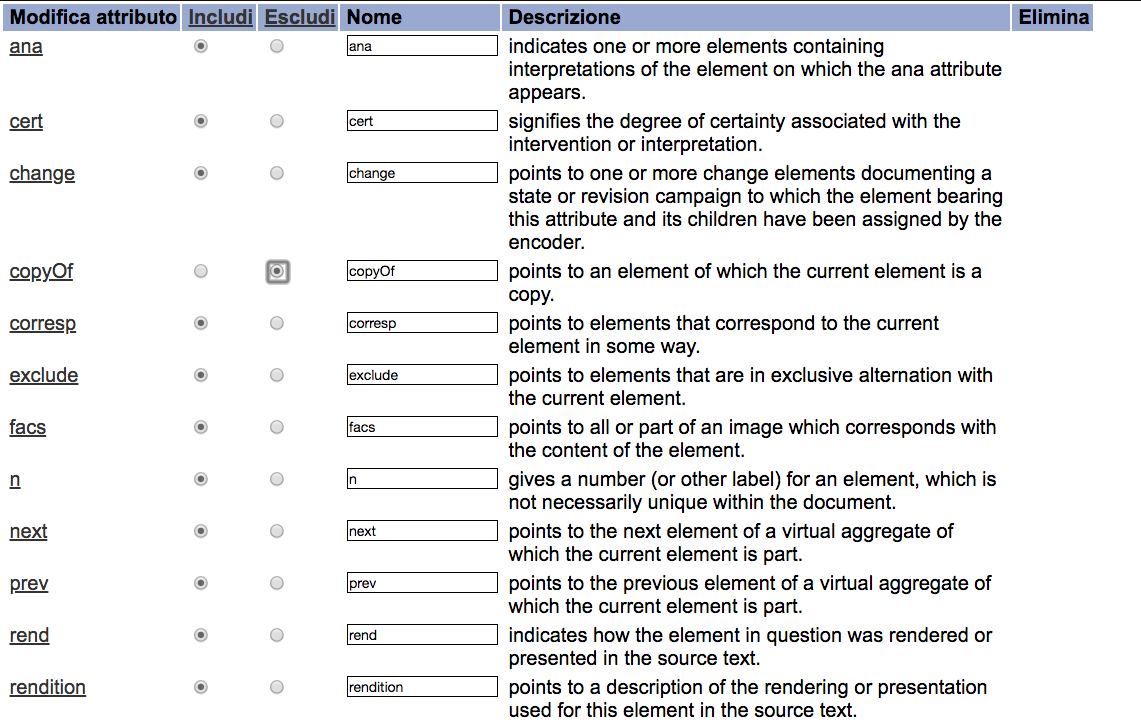 Modifica attributo Includi Escludi Nome Descrizione Elimina
ana ana indicates one or more elements containing
interpretations of the element on which the ana attribute
appears.
cert cert signifies the degree of certainty associated with the
intervention or interpretation.
change change points to one or more change elements documenting a
state or revision campaign to which the element bearing
this attribute and its children have been assigned by the
encoder.
copyOf copyOf points to an element of which the current element is a
copy.
corresp corresp points to elements that correspond to the current
element in some way.
exclude exclude points to elements that are in exclusive alternation with
the current element.
facs facs points to all or part of an image which corresponds with
the content of the element.
n n gives a number (or other label) for an element, which is
not necessarily unique within the document.
next next points to the next element of a virtual aggregate of
which the current element is part.
prev prev points to the previous element of a virtual aggregate of
which the current element is part.
rend rend indicates how the element in question was rendered or
presented in the source text.
rendition rendition points to a description of the rendering or presentation
used for this element in the source text.